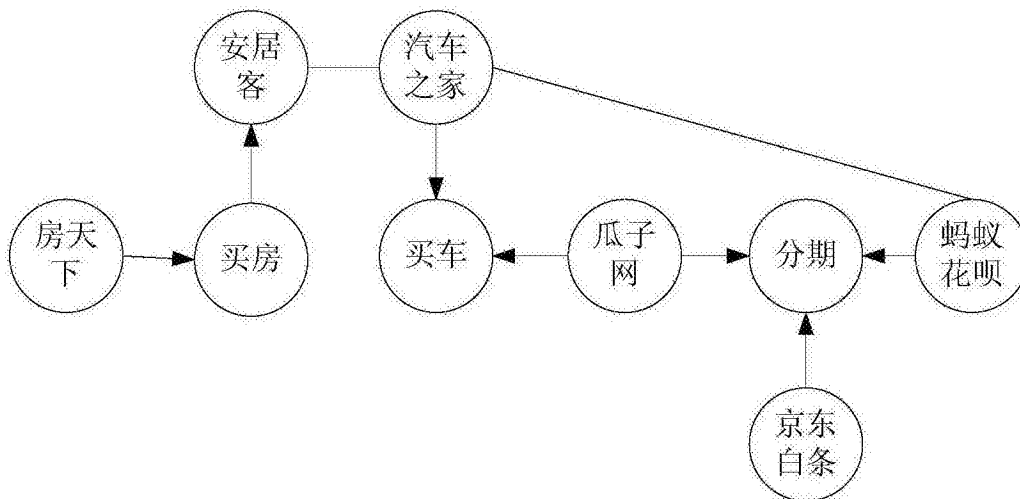 安居
客
汽车
之家
房天
下
买房
买车
瓜子
网
分期
蚂蚁
花呗
京东
白条